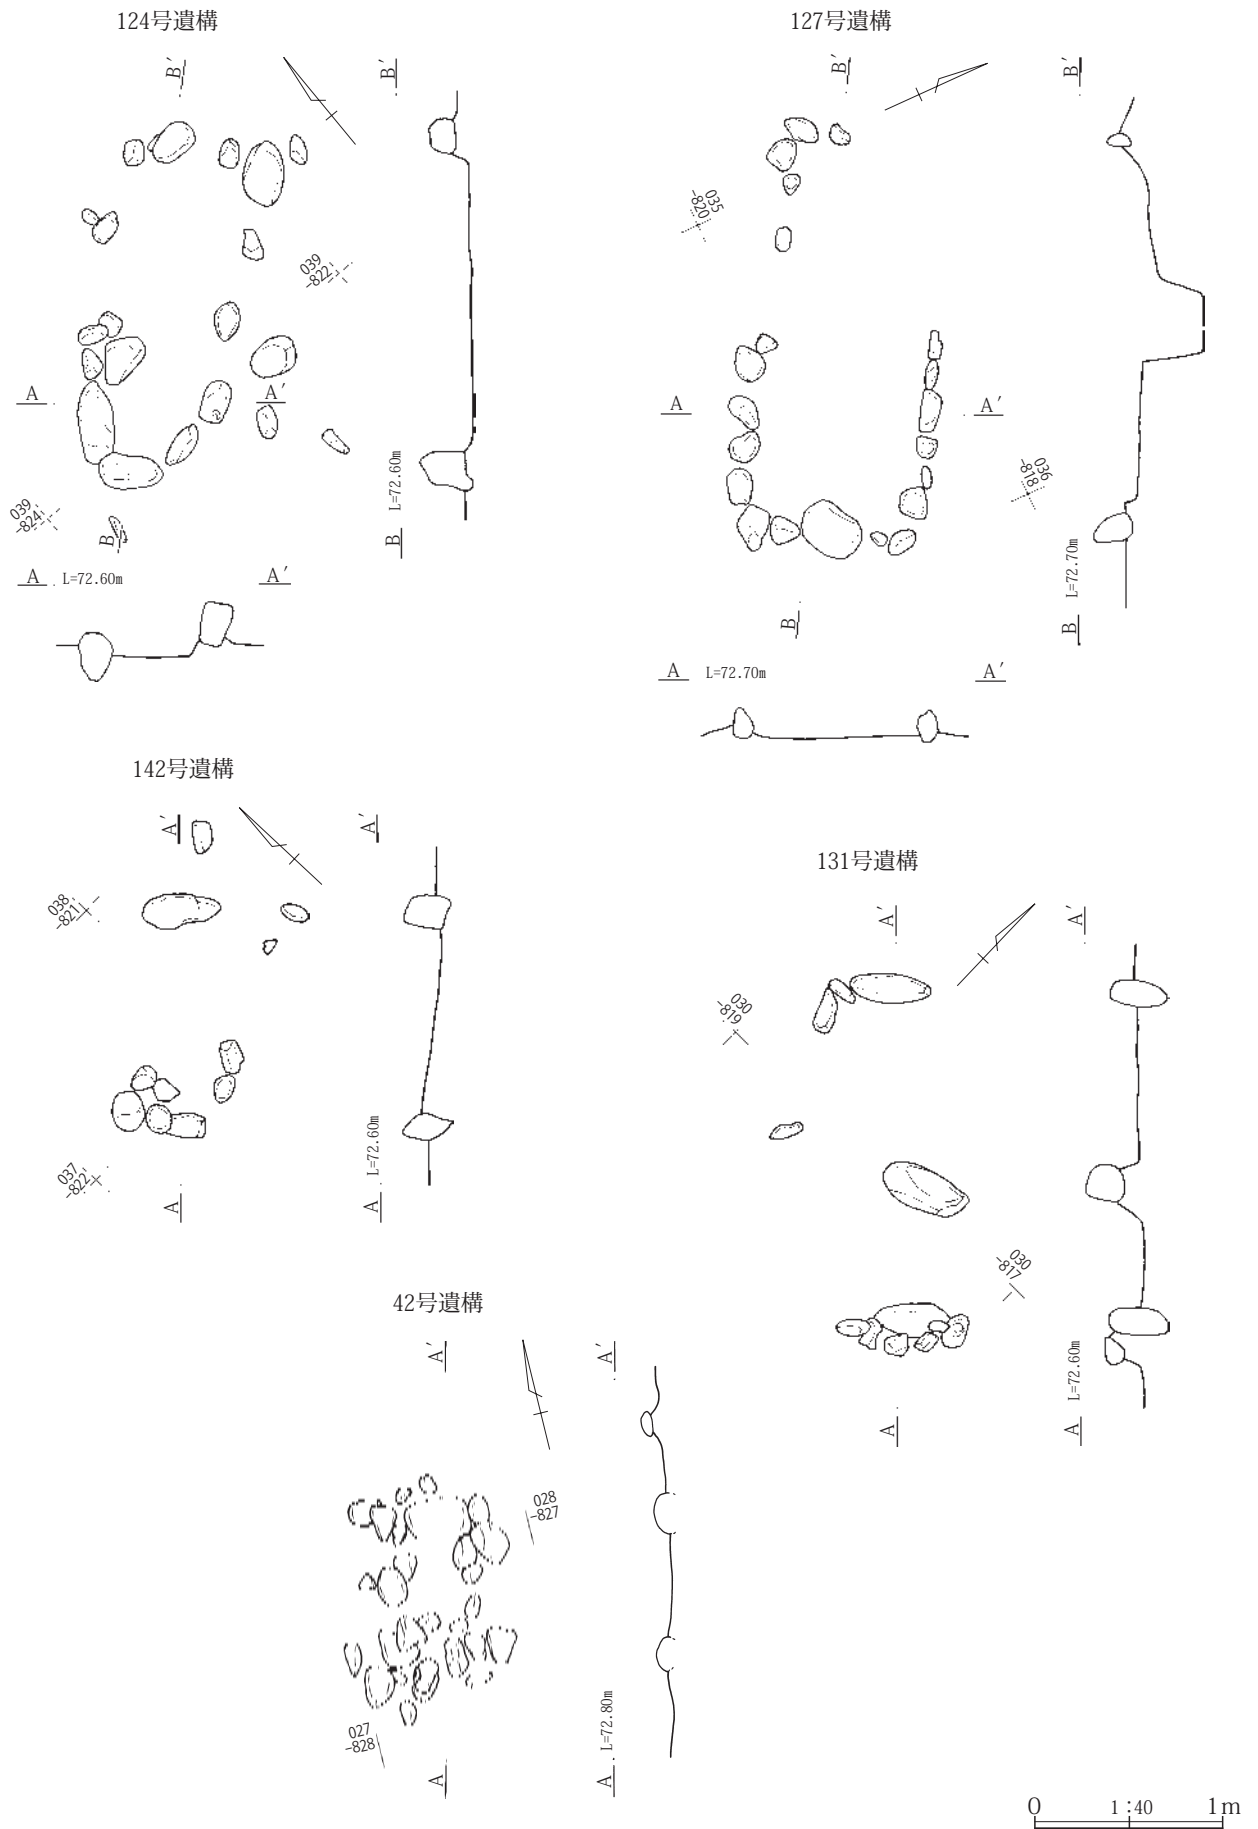 124号遺構
B′
B′
039
-822
A
A′
039
-824
B
L=72.60m
B
A L=72.60m A′
127号遺構
B′
B′
035
-820
A
A′
036
-818
B
L=72.70m
B
A L=72.70m A′
142号遺構
A′
A′
038
-821
037
-822
A
L=72.60m
A
131号遺構
A′
A′
030
-819
030
-817
A
L=72.60m
A
42号遺構
A′
A′
028
-827
027
-828
A
L=72.80m
A
0 1:40 1m